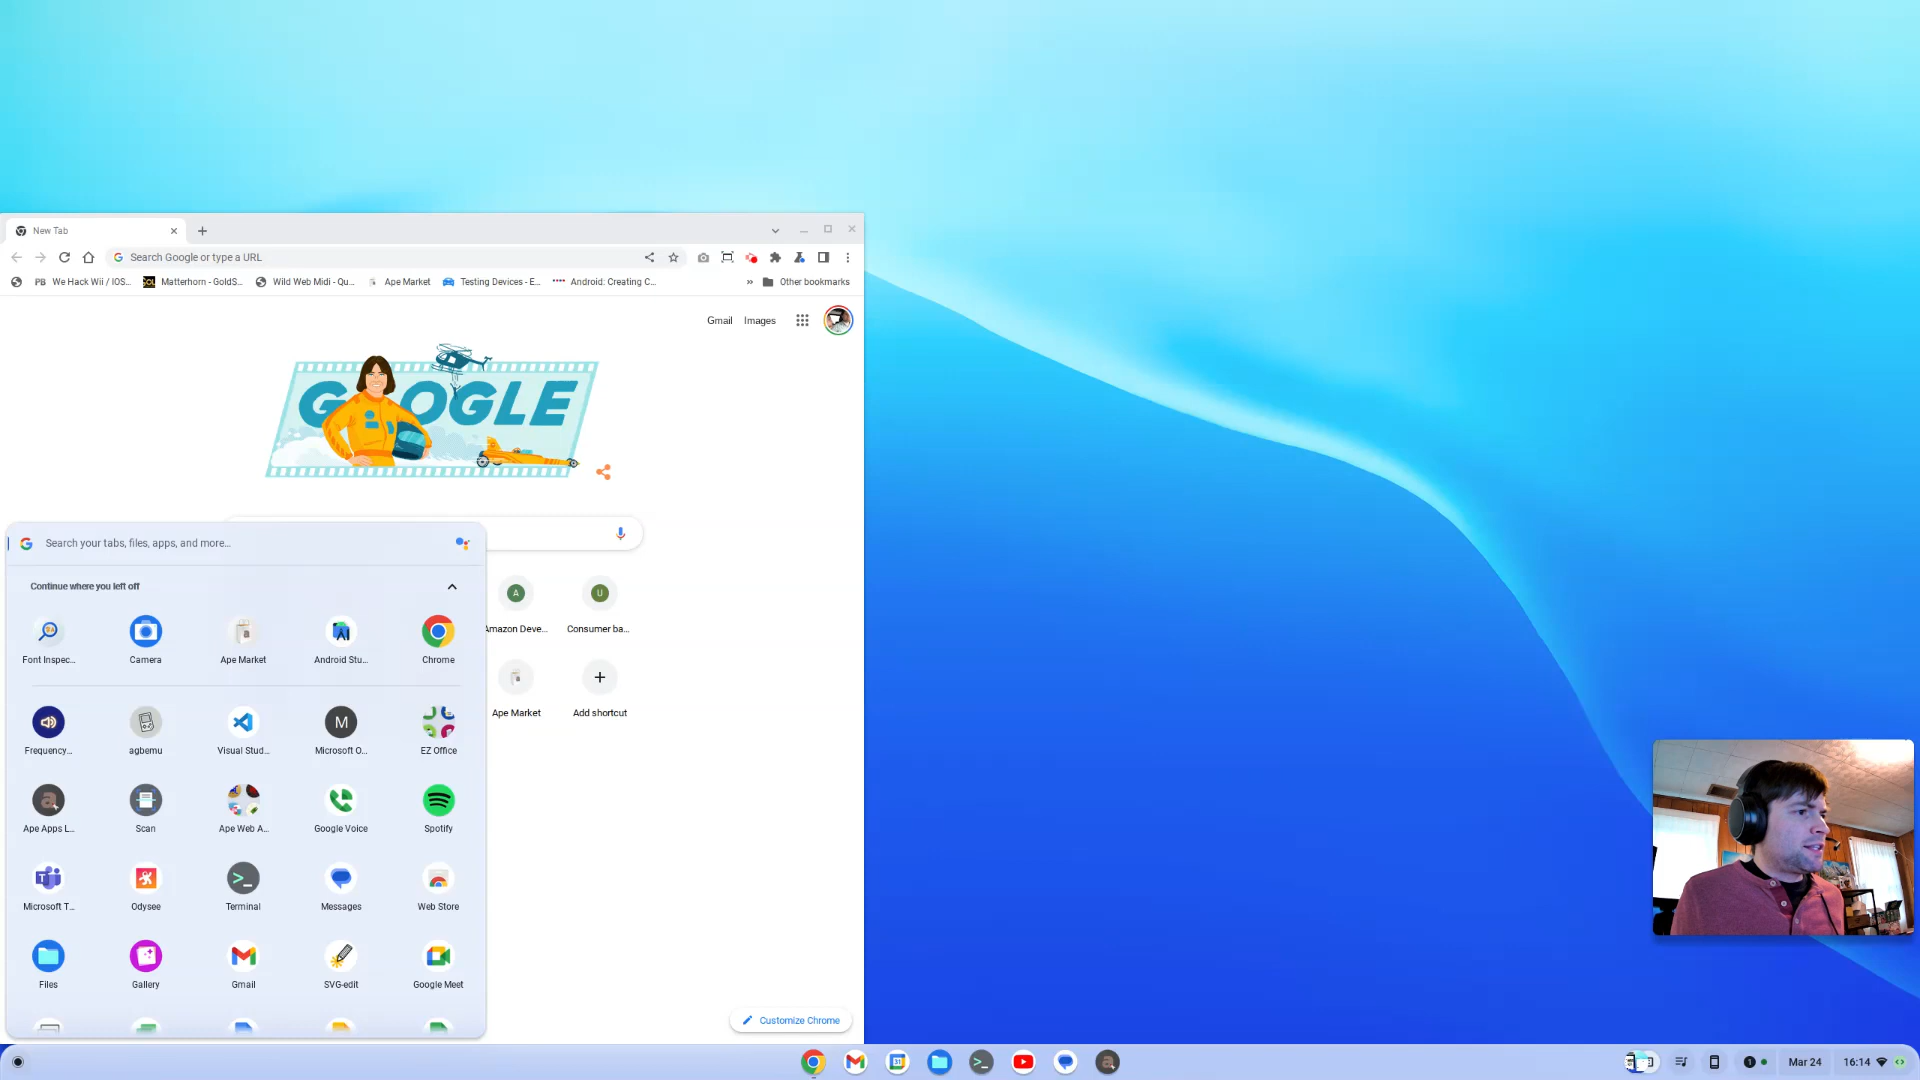 New Tab
Search Google or type a URL
PB We Hack Wii / IOS...
Matterhorn - GoldS...
Wild Web Midi - Qu...
Ape Market
Testing Devices - E...
Android: Creating C...
» Other bookmarks
Gmail Images
GOOGLE
Search your tabs, files, apps, and more...
Continue where you left off
Font Inspec...
Camera
Ape Market
Android Stu...
Chrome
A
Amazon Deve...
U
Consumer ba...
Ape Market
Add shortcut
Frequency...
agbemu
Visual Stud...
M
Microsoft O...
EZ Office
Ape Apps L...
Scan
Ape Web A...
Google Voice
Spotify
Microsoft T...
Odysee
Terminal
Messages
Web Store
Files
Gallery
Gmail
SVG-edit
Google Meet
Customize Chrome
31
1
Mar 24
16:14